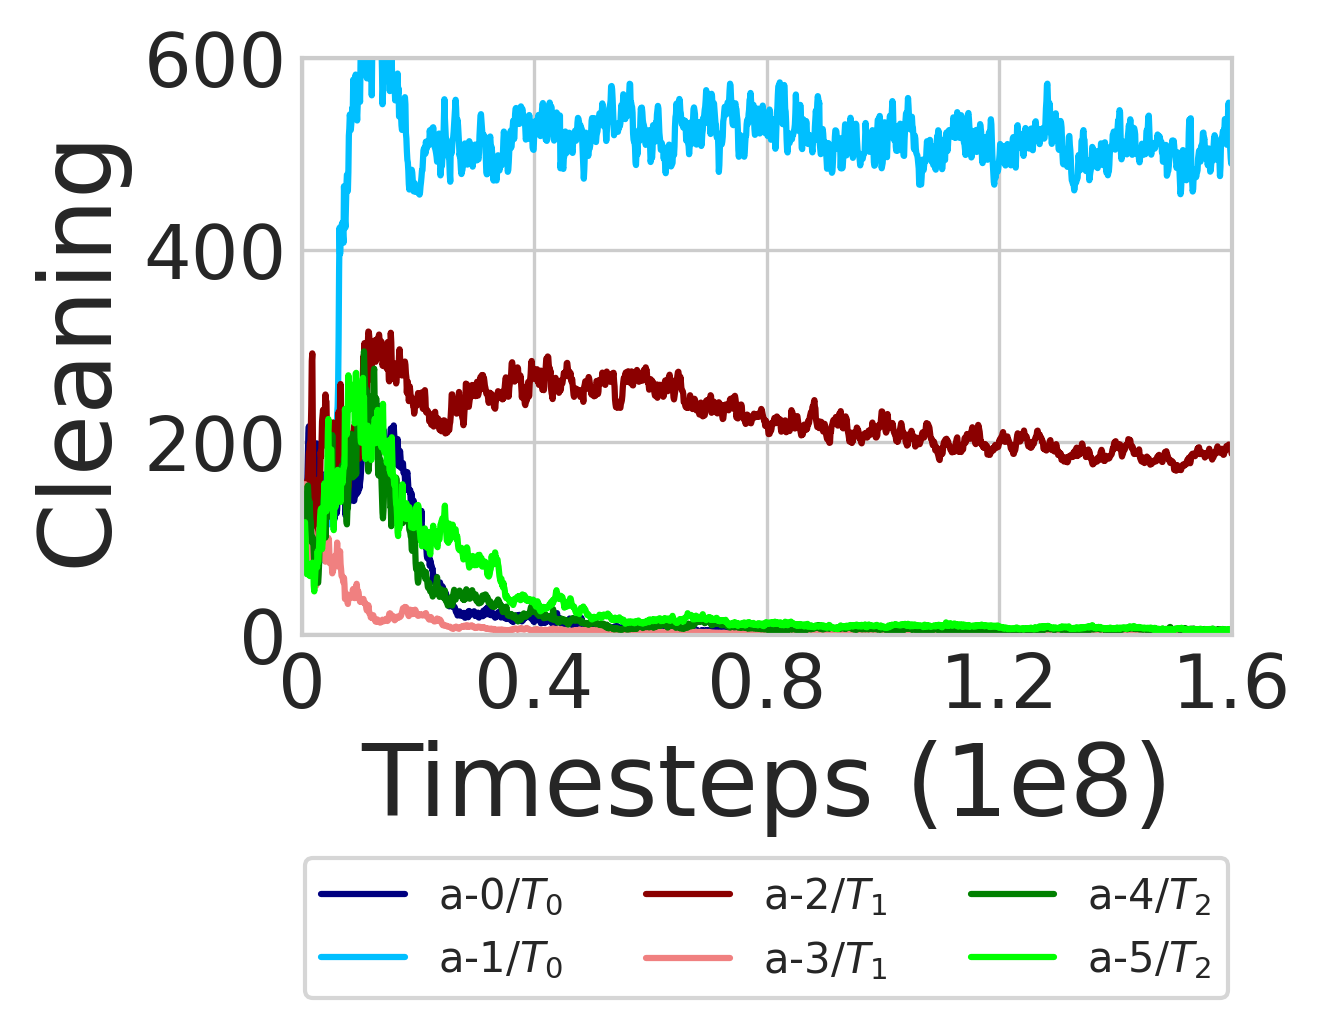 600
400
200
0
Cleaning
0 0.4 0.8 1.2 1.6
Timesteps (1e8)
a-0/T₀ a-2/T₁ a-4/T₂
a-1/T₀ a-3/T₁ a-5/T₂